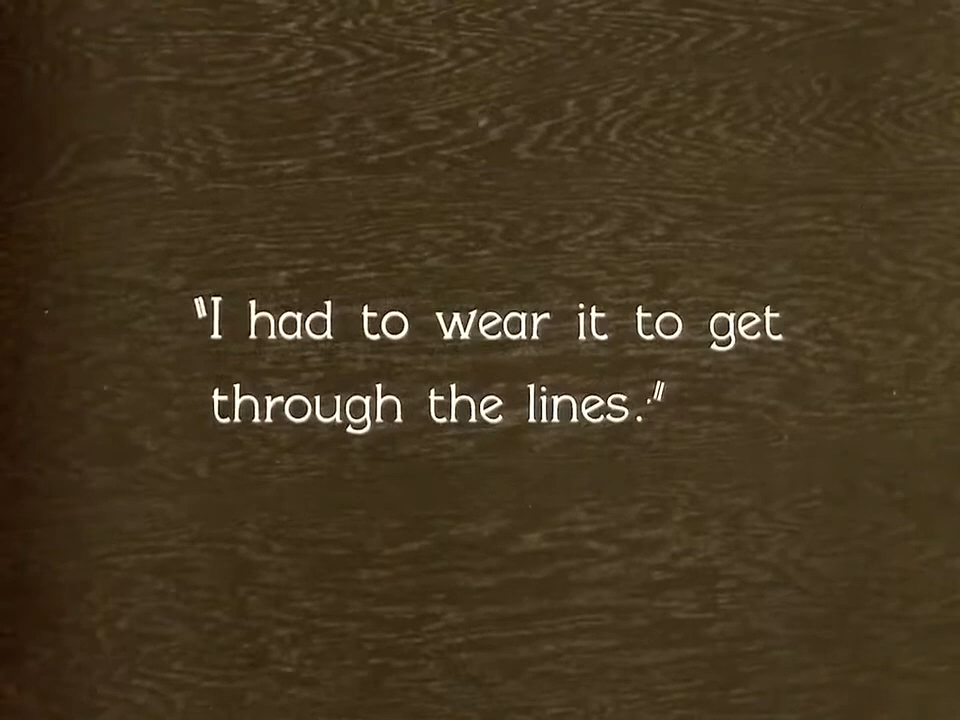 "I had to wear it to get
through the lines."